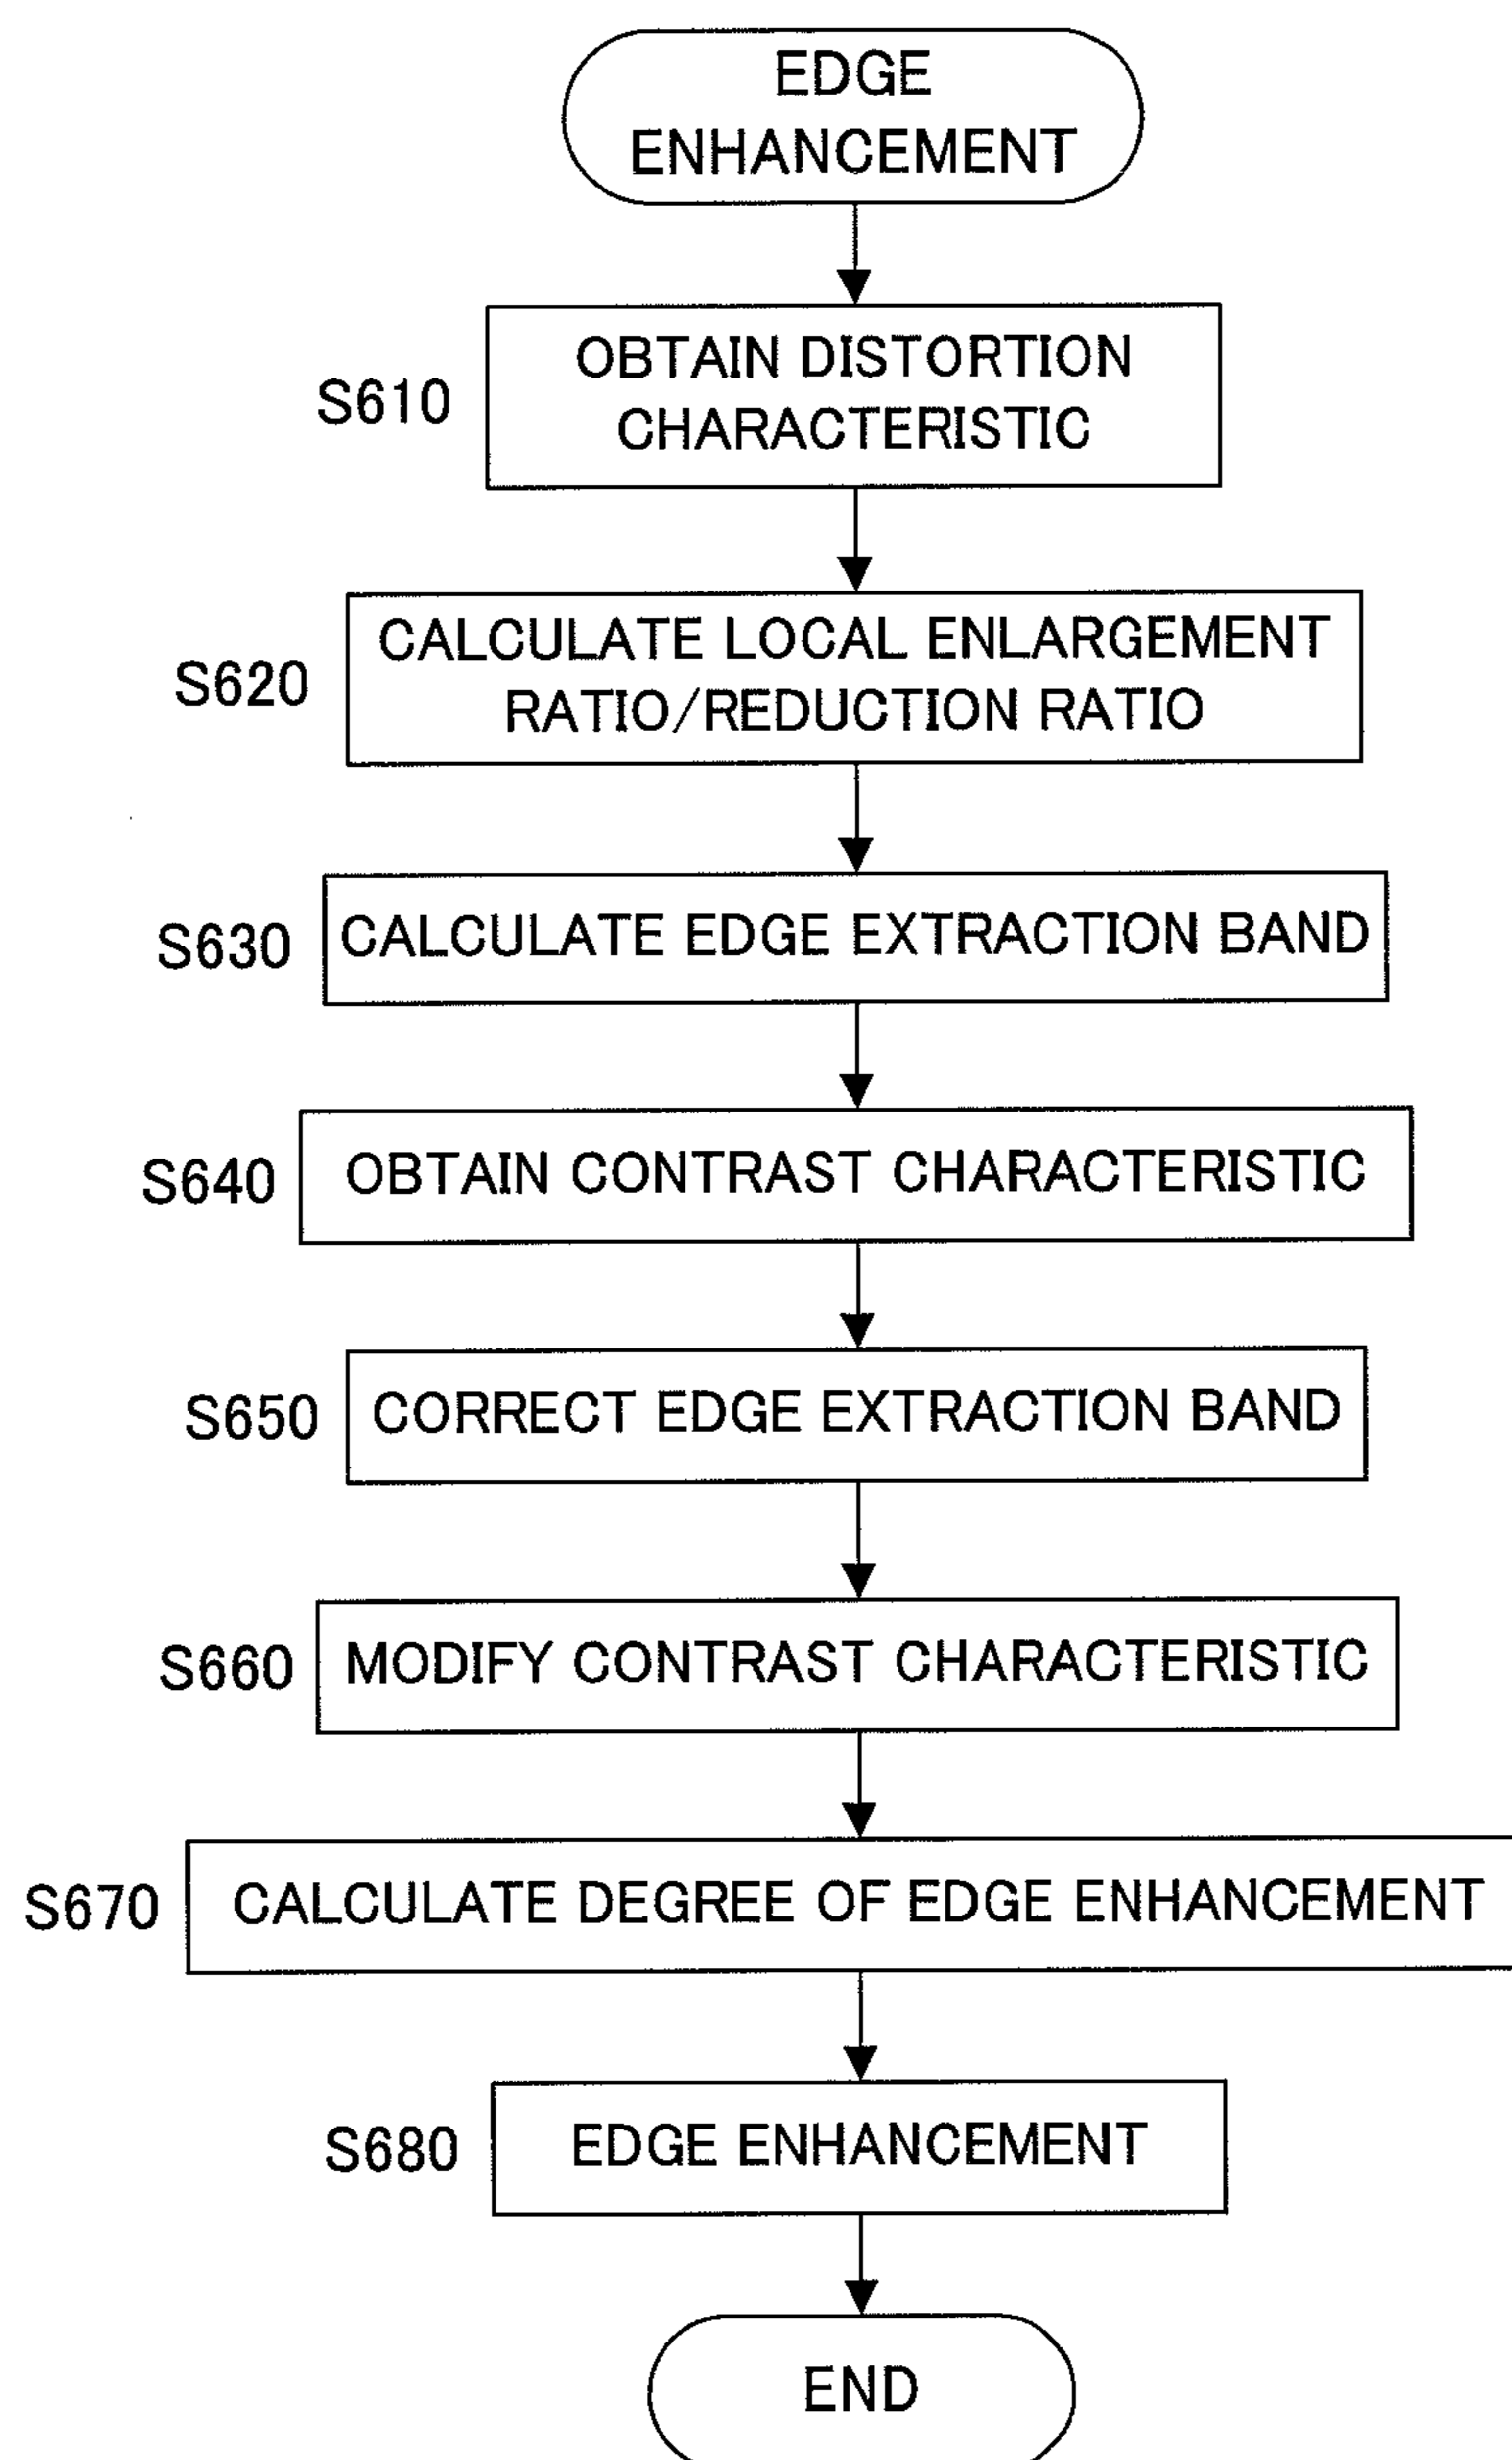 EDGE
ENHANCEMENT
S610
OBTAIN DISTORTION
CHARACTERISTIC
S620
CALCULATE LOCAL ENLARGEMENT
RATIO/REDUCTION RATIO
S630
CALCULATE EDGE EXTRACTION BAND
S640
OBTAIN CONTRAST CHARACTERISTIC
S650
CORRECT EDGE EXTRACTION BAND
S660
MODIFY CONTRAST CHARACTERISTIC
S670
CALCULATE DEGREE OF EDGE ENHANCEMENT
S680
EDGE ENHANCEMENT
END